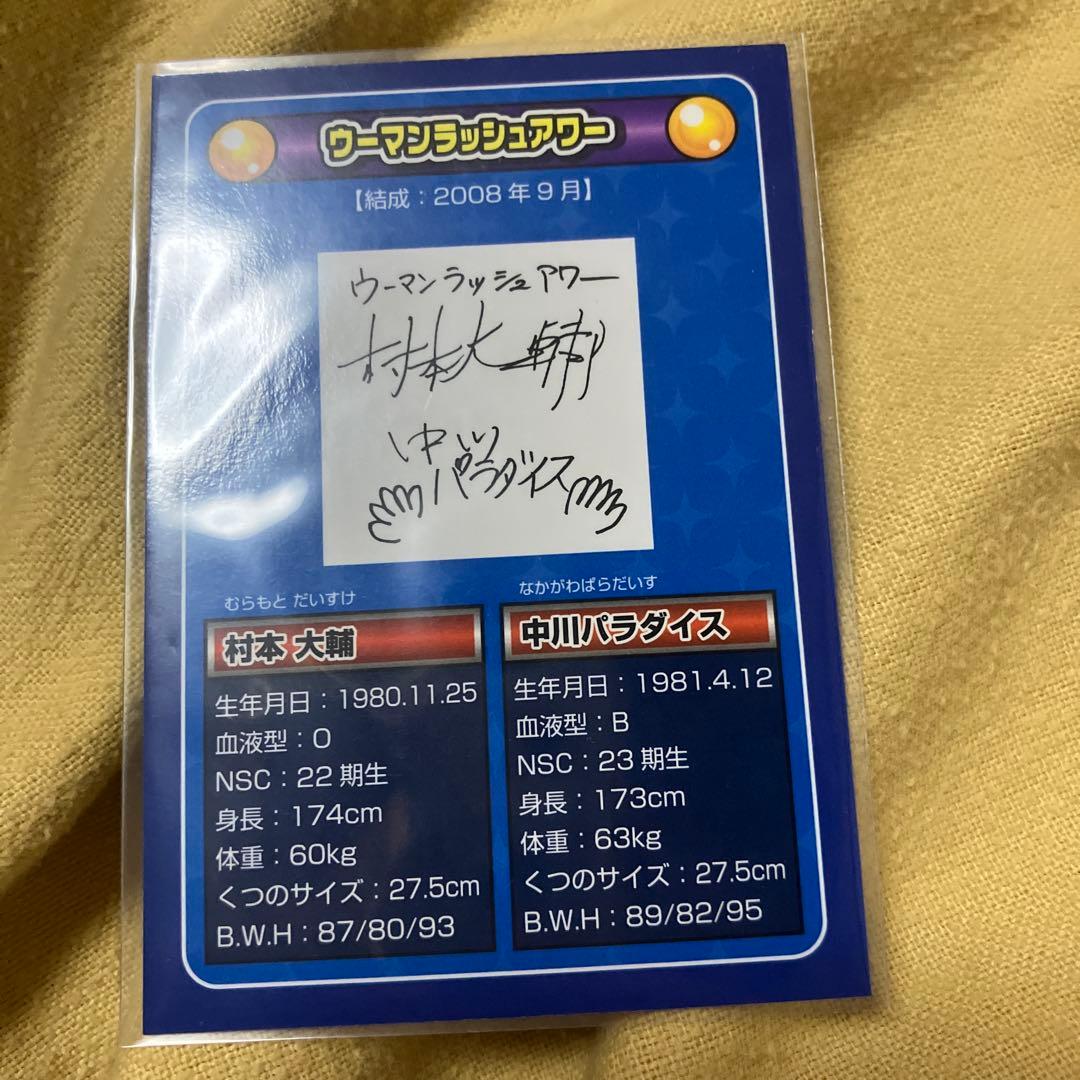 ウーマンラッシュアワー
【結成：2008年9月】
ウーマンラッシュアワー
村本大輔
中川
パラダイス
むらもと だいすけ
村本 大輔
生年月日：1980.11.25
血液型：O
NSC：22期生
身長：174cm
体重：60kg
くつのサイズ：27.5cm
B.W.H：87/80/93
なかがわぱらだいす
中川パラダイス
生年月日：1981.4.12
血液型：B
NSC：23期生
身長：173cm
体重：63kg
くつのサイズ：27.5cm
B.W.H：89/82/95